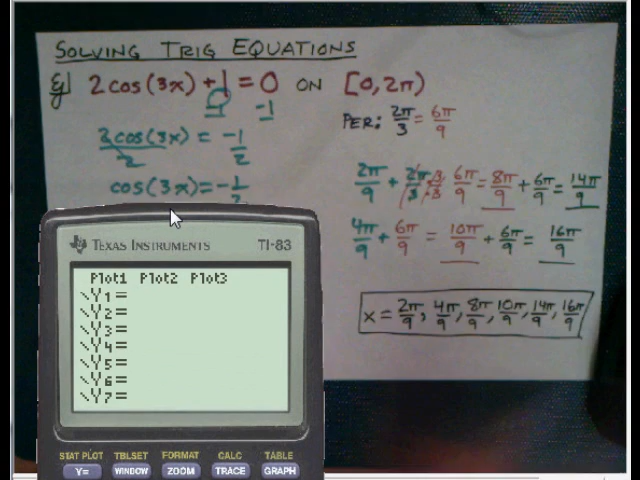 SOLVING TRIG EQUATIONS
Eg 2cos(3x) + 1 = 0 ON [0, 2π)
-1 -1
2cos(3x) = -1
2 2
cos(3x) = -1/2
PER: 2π/3 = 6π/9
2π/9 + 2π/3 · 3/3 6π/9 = 8π/9 + 6π/9 = 14π/9
4π/9 + 6π/9 = 10π/9 + 6π/9 = 16π/9
x = 2π/9, 4π/9, 8π/9, 10π/9, 14π/9, 16π/9
TEXAS INSTRUMENTS TI-83
Plot1 Plot2 Plot3
\Y1=
\Y2=
\Y3=
\Y4=
\Y5=
\Y6=
\Y7=
STAT PLOT TBLSET FORMAT CALC TABLE
Y= WINDOW ZOOM TRACE GRAPH